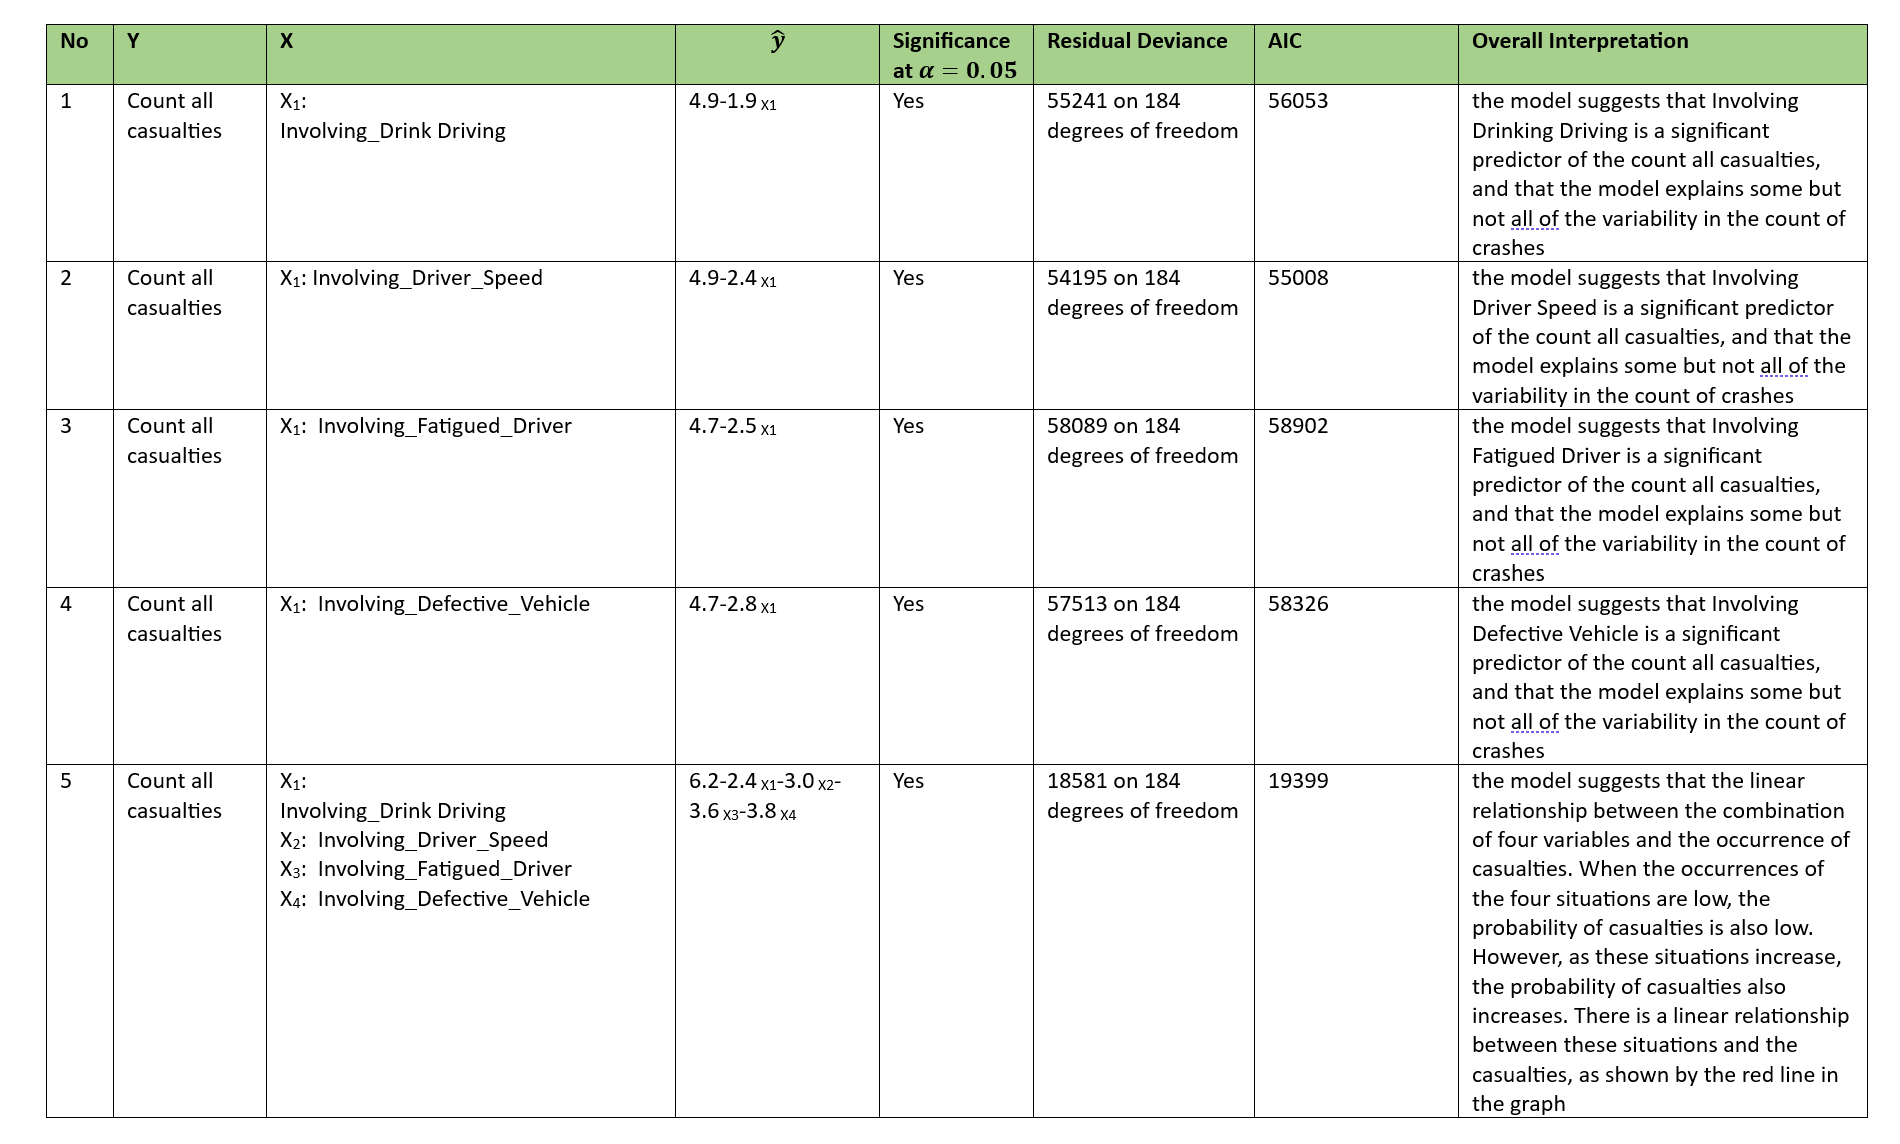 No Y X ŷ Significance at α = 0.05 Residual Deviance AIC Overall Interpretation
1
Count all
casualties
X₁:
Involving_Drink Driving
4.9-1.9 X1
Yes
55241 on 184
degrees of freedom
56053
the model suggests that Involving
Drinking Driving is a significant
predictor of the count all casualties,
and that the model explains some but
not all of the variability in the count of
crashes
2
Count all
casualties
X₁: Involving_Driver_Speed
4.9-2.4 X1
Yes
54195 on 184
degrees of freedom
55008
the model suggests that Involving
Driver Speed is a significant predictor
of the count all casualties, and that the
model explains some but not all of the
variability in the count of crashes
3
Count all
casualties
X₁: Involving_Fatigued_Driver
4.7-2.5 X1
Yes
58089 on 184
degrees of freedom
58902
the model suggests that Involving
Fatigued Driver is a significant
predictor of the count all casualties,
and that the model explains some but
not all of the variability in the count of
crashes
4
Count all
casualties
X₁: Involving_Defective_Vehicle
4.7-2.8 X1
Yes
57513 on 184
degrees of freedom
58326
the model suggests that Involving
Defective Vehicle is a significant
predictor of the count all casualties,
and that the model explains some but
not all of the variability in the count of
crashes
5
Count all
casualties
X₁:
Involving_Drink Driving
X₂: Involving_Driver_Speed
X₃: Involving_Fatigued_Driver
X₄: Involving_Defective_Vehicle
6.2-2.4 X1-3.0 X2-
3.6 X3-3.8 X4
Yes
18581 on 184
degrees of freedom
19399
the model suggests that the linear
relationship between the combination
of four variables and the occurrence of
casualties. When the occurrences of
the four situations are low, the
probability of casualties is also low.
However, as these situations increase,
the probability of casualties also
increases. There is a linear relationship
between these situations and the
casualties, as shown by the red line in
the graph